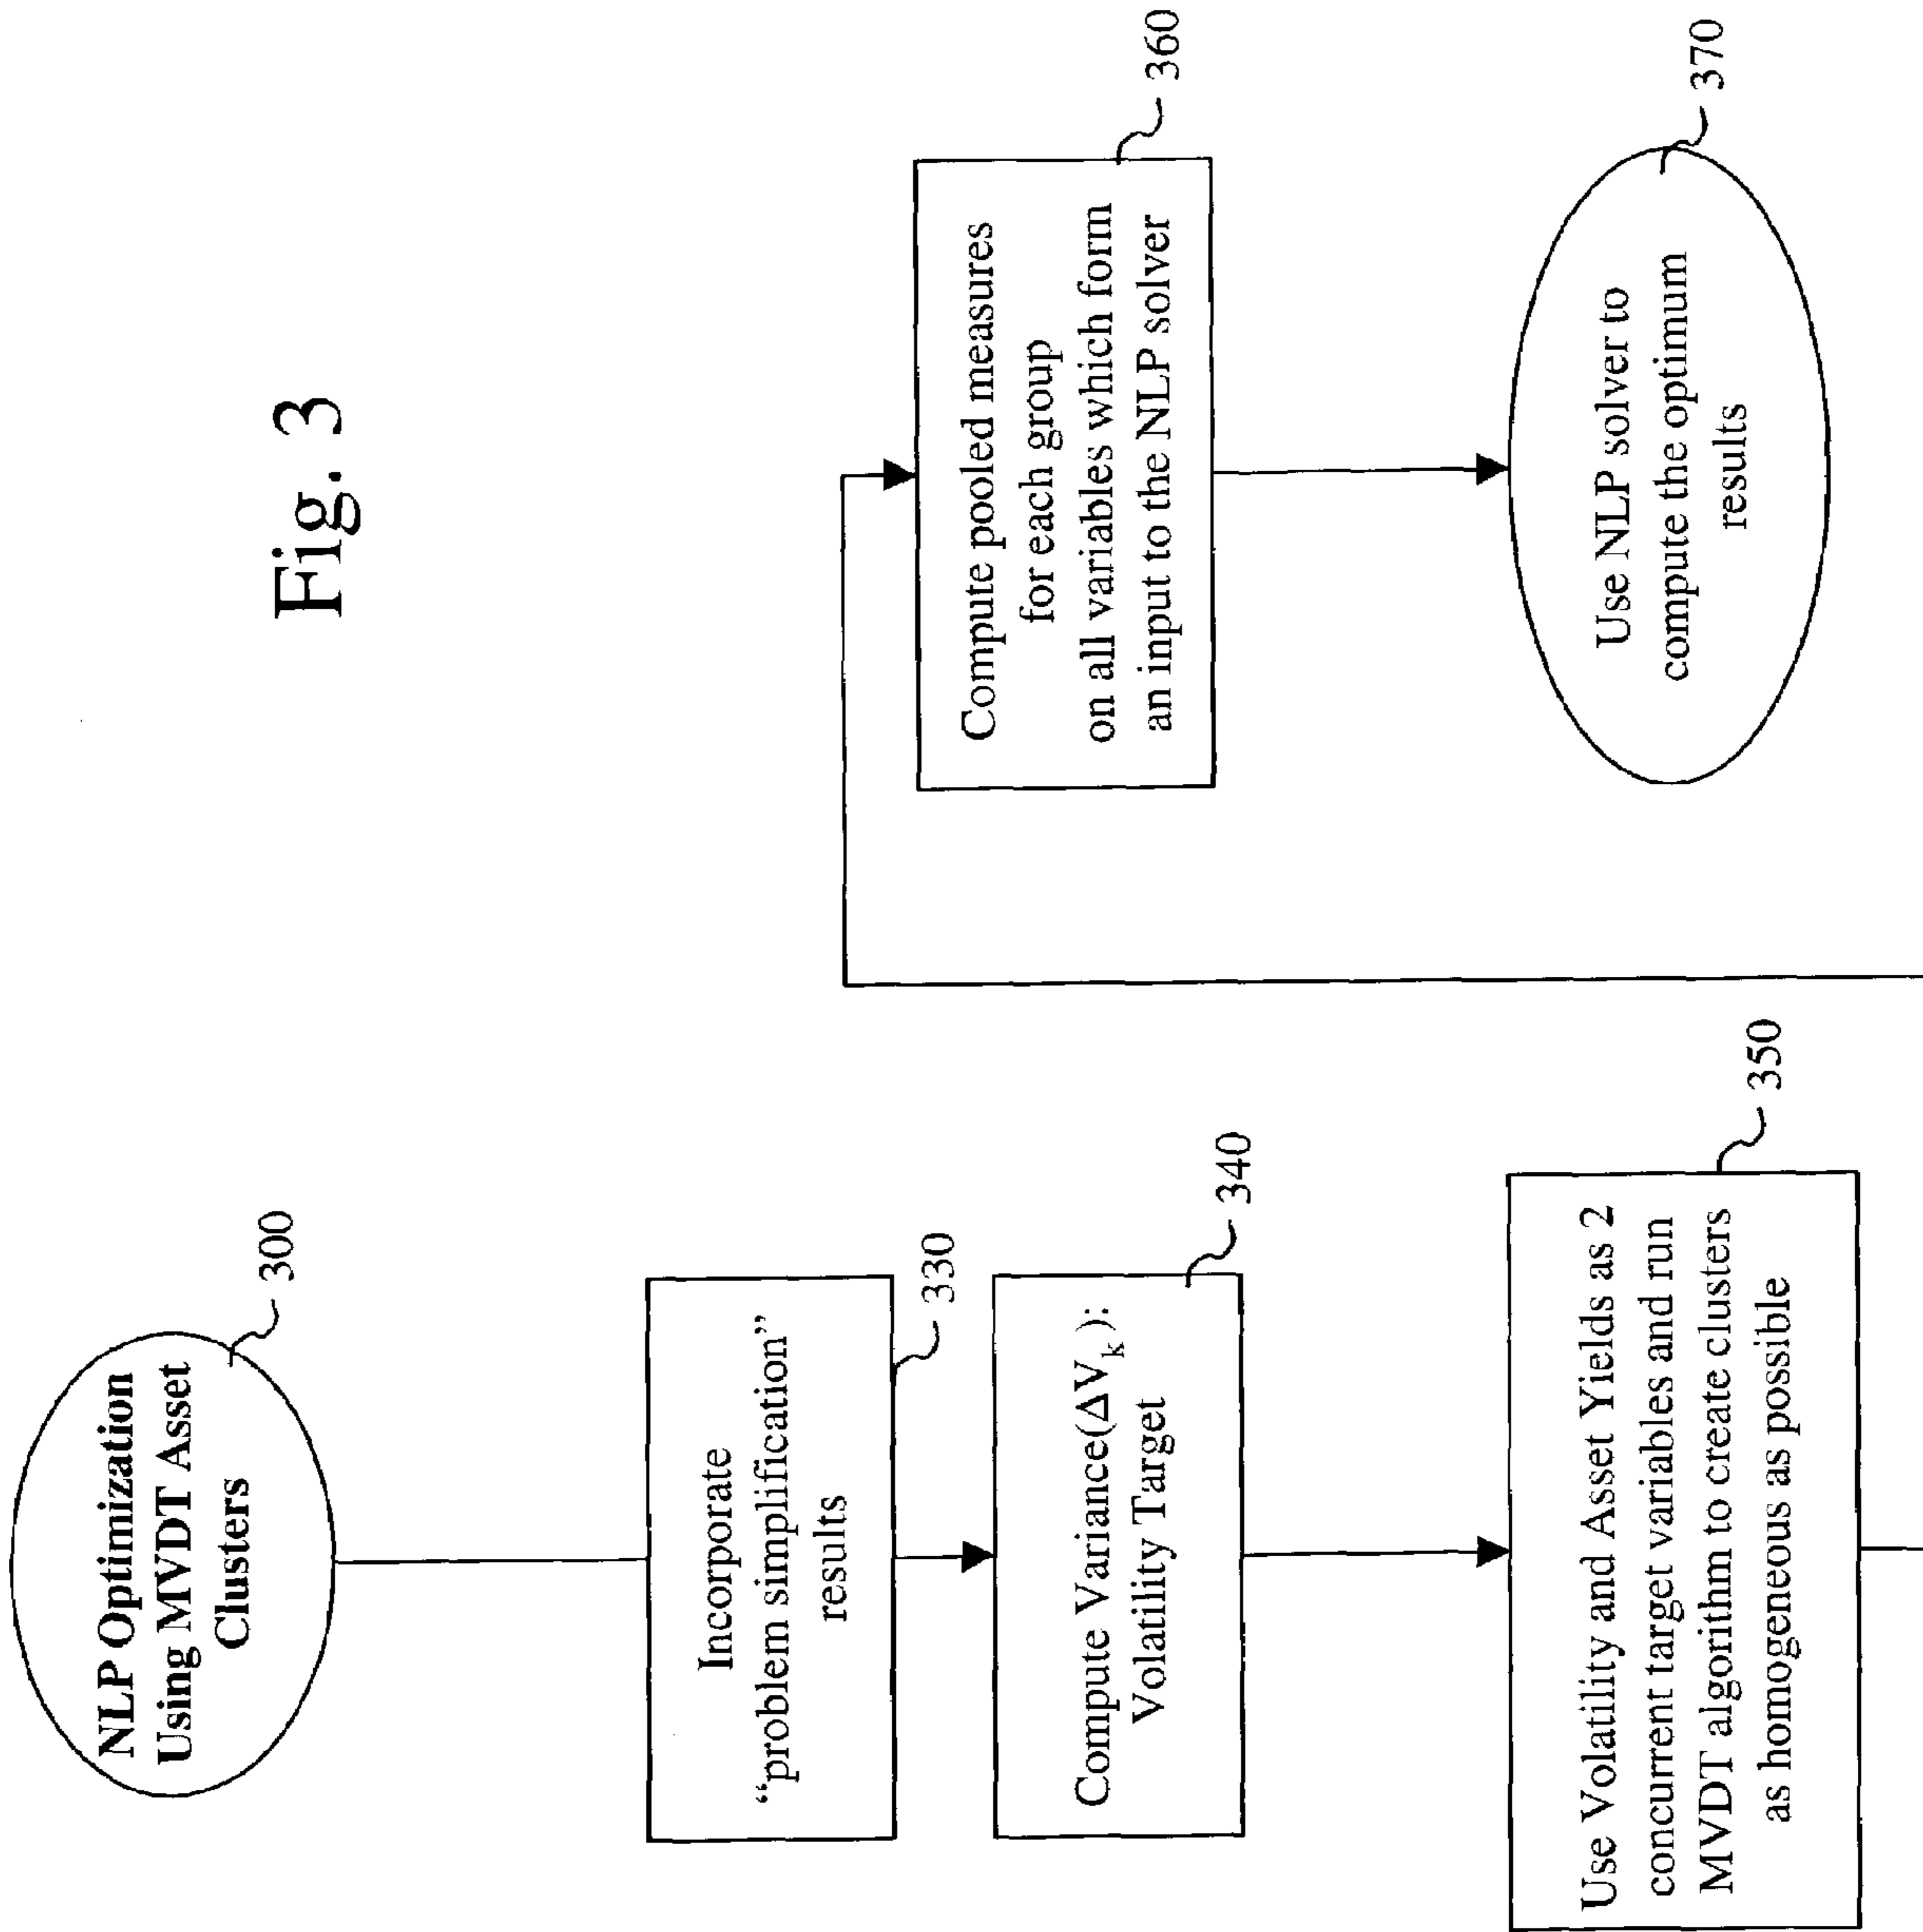 Fig. 3
NLP Optimization
Using MVDT Asset
Clusters
300
Incorporate
“problem simplification”
results
330
Compute Variance(ΔVk):
Volatility Target
340
Use Volatility and Asset Yields as 2
concurrent target variables and run
MVDT algorithm to create clusters
as homogeneous as possible
350
Compute pooled measures
for each group
on all variables which form
an input to the NLP solver
360
Use NLP solver to
compute the optimum
results
370